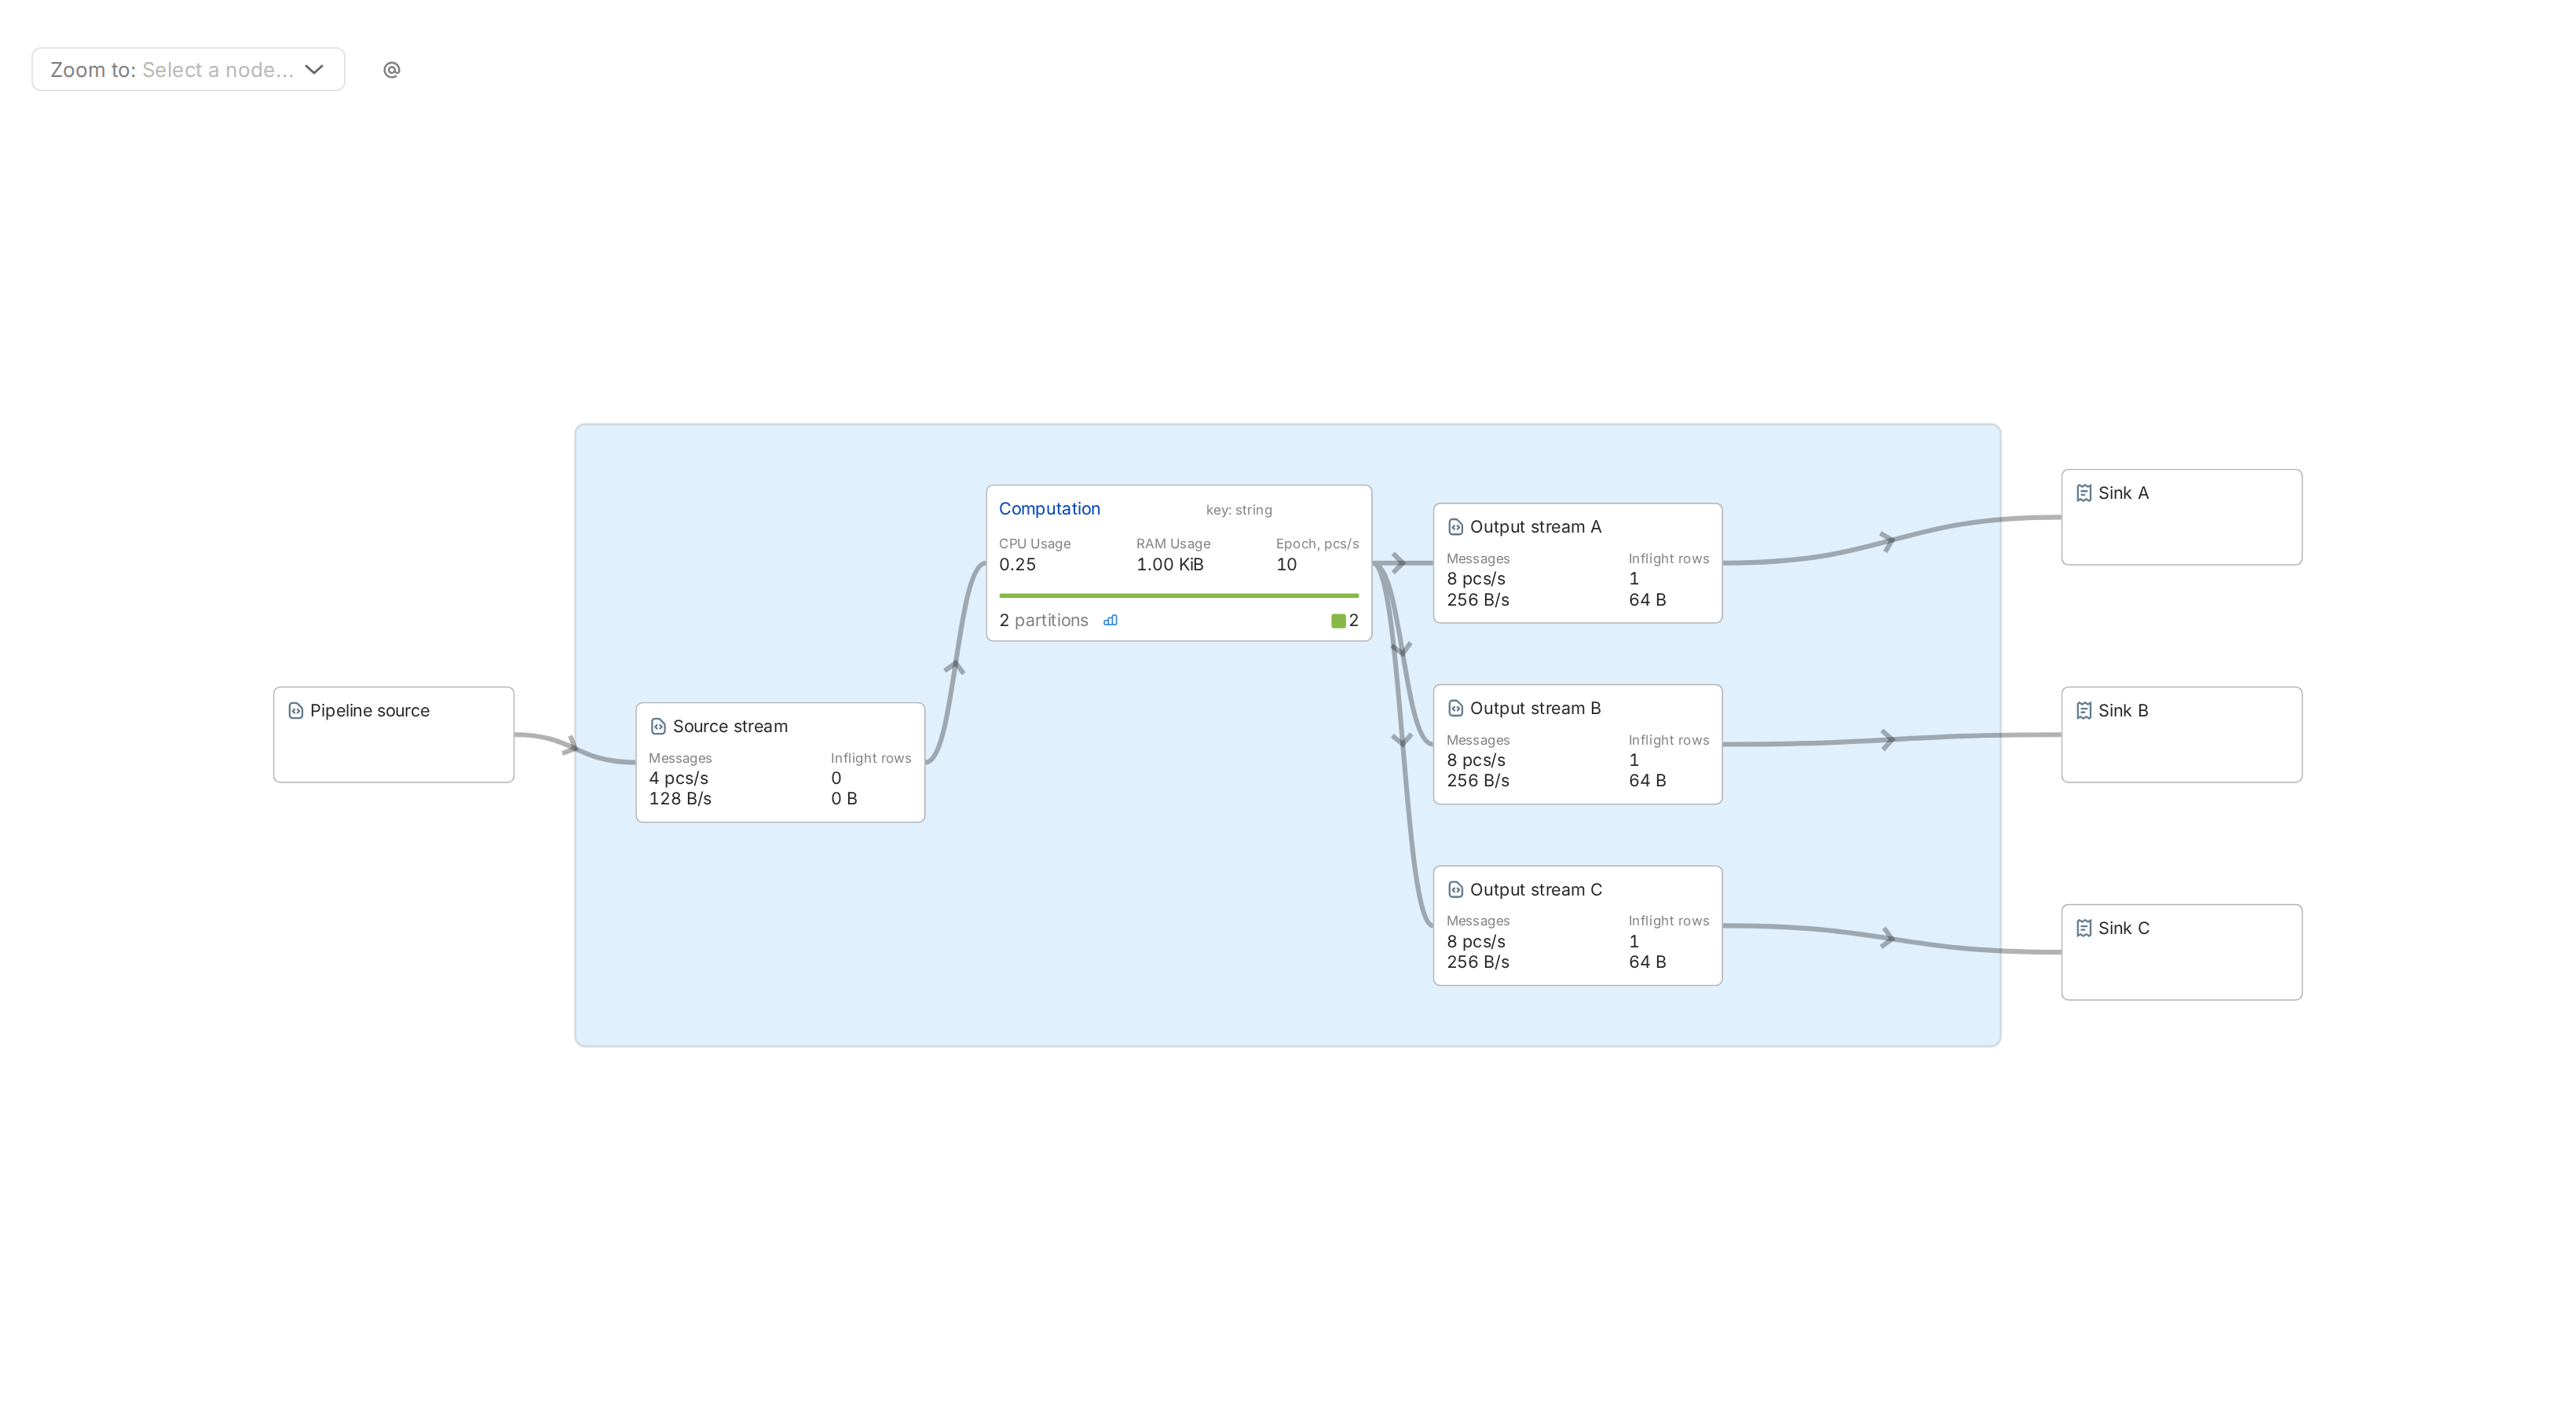 Zoom to: Select a node...
@
Pipeline source
Source stream
Messages Inflight rows
4 pcs/s 0
128 B/s 0 B
Computation key: string
CPU Usage RAM Usage Epoch, pcs/s
0.25 1.00 KiB 10
2 partitions 2
Output stream A
Messages Inflight rows
8 pcs/s 1
256 B/s 64 B
Output stream B
Messages Inflight rows
8 pcs/s 1
256 B/s 64 B
Output stream C
Messages Inflight rows
8 pcs/s 1
256 B/s 64 B
Sink A
Sink B
Sink C